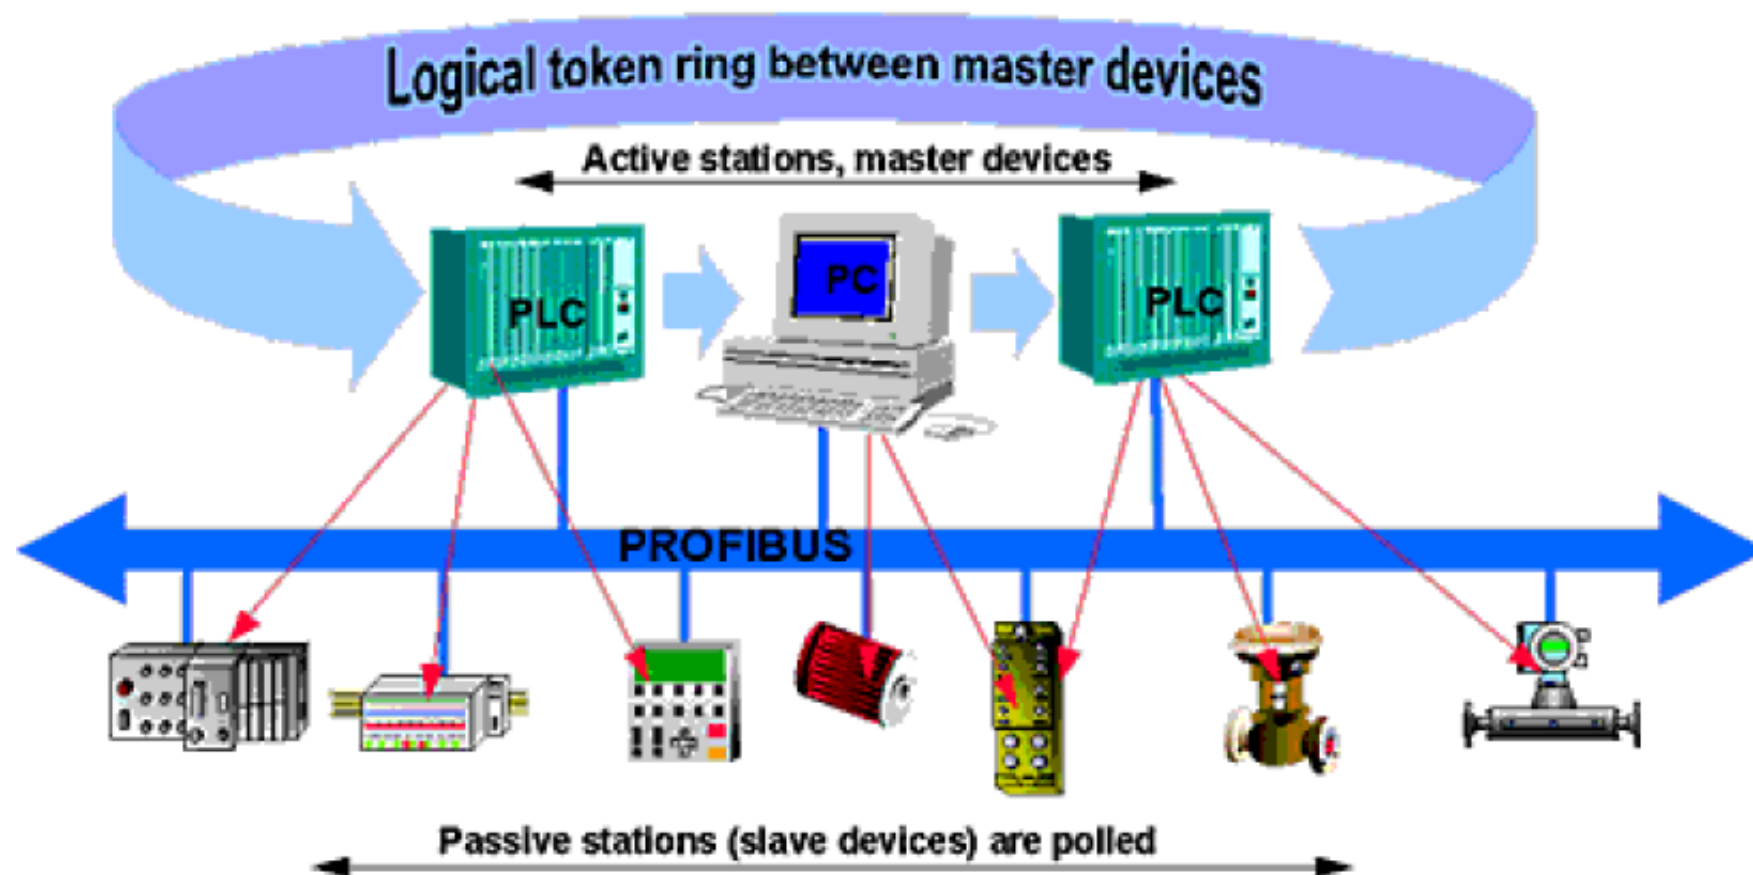 Logical token ring between master devices
Active stations, master devices
PLC
PC
PLC
PROFIBUS
Passive stations (slave devices) are polled